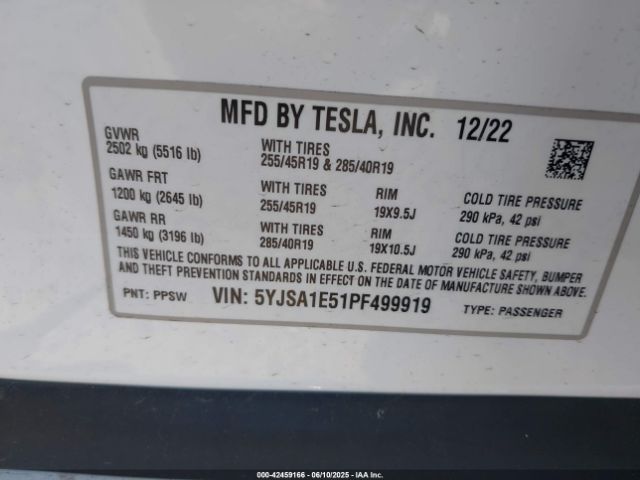 MFD BY TESLA, INC. 12/22
GVWR
2502 kg (5516 lb)
WITH TIRES
255/45R19 & 285/40R19
GAWR FRT
1200 kg (2645 lb)
WITH TIRES
255/45R19
RIM
19X9.5J
COLD TIRE PRESSURE
290 kPa, 42 psi
GAWR RR
1450 kg (3196 lb)
WITH TIRES
285/40R19
RIM
19X10.5J
COLD TIRE PRESSURE
290 kPa, 42 psi
THIS VEHICLE CONFORMS TO ALL APPLICABLE U.S. FEDERAL MOTOR VEHICLE SAFETY, BUMPER
AND THEFT PREVENTION STANDARDS IN EFFECT ON THE DATE OF MANUFACTURE SHOWN ABOVE.
PNT: PPSW VIN: 5YJSA1E51PF499919 TYPE: PASSENGER
000-42459166 - 06/10/2025 - IAA Inc.